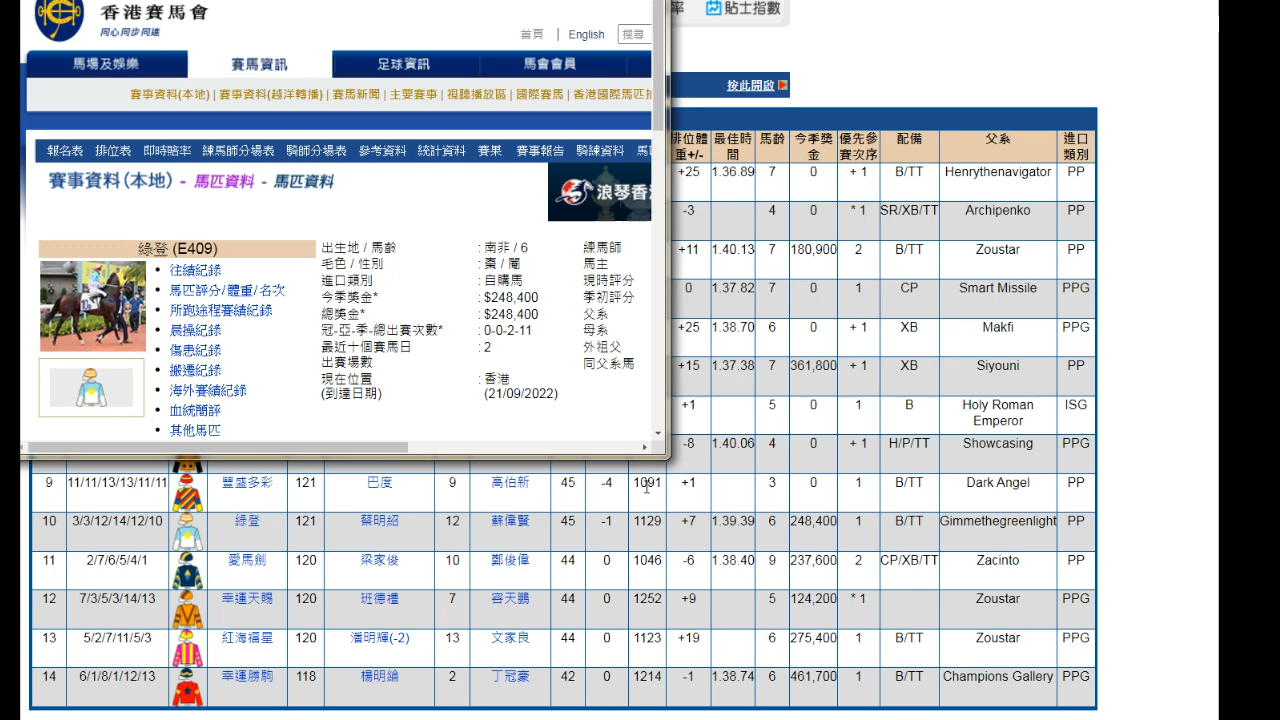 香港賽馬會
同心同步同進
首頁 | English 搜尋
率 貼士指數
馬場及娛樂 賽馬資訊 足球資訊 馬會會員
按此開啟
賽事資料(本地) | 賽事資料(越洋轉播) | 賽馬新聞 | 主要賽事 | 視聽播放區 | 國際賽馬 | 香港國際馬匹拍
報名表 排位表 即時賠率 練馬師分場表 騎師分場表 參考資料 統計資料 賽果 賽事報告 騎練資料 馬
賽事資料(本地) - 馬匹資料 - 馬匹資料
浪琴香
綠登 (E409)
往績紀錄
馬匹評分/體重/名次
所跑途程賽績紀錄
晨操紀錄
傷患紀錄
搬遷紀錄
海外賽績紀錄
血統簡評
其他馬匹
出生地 / 馬齡 : 南非 / 6 練馬師
毛色 / 性別 : 棗 / 閹 馬主
進口類別 : 自購馬 現時評分
今季獎金* : $248,400 季初評分
總獎金* : $248,400 父系
冠-亞-季-總出賽次數* : 0-0-2-11 母系
最近十個賽馬日 : 2 外祖父
出賽場數 同父系馬
現在位置 : 香港
(到達日期) (21/09/2022)
排位體重+/- 最佳時間 馬齡 今季獎金 優先參賽次序 配備 父系 進口類別
+25 1.36.89 7 0 + 1 B/TT Henrythenavigator PP
-3 4 0 * 1 SR/XB/TT Archipenko PP
+11 1.40.13 7 180,900 2 B/TT Zoustar PP
0 1.37.82 7 0 1 CP Smart Missile PPG
+25 1.38.70 6 0 + 1 XB Makfi PPG
+15 1.37.38 7 361,800 + 1 XB Siyouni PP
+1 5 0 1 B Holy Roman Emperor ISG
-8 1.40.06 4 0 + 1 H/P/TT Showcasing PPG
9 11/11/13/13/11/11 豐盛多彩 121 巴度 9 高伯新 45 -4 1091 +1 3 0 1 B/TT Dark Angel PP
10 3/3/12/14/12/10 綠登 121 蔡明紹 12 蘇偉賢 45 -1 1129 +7 1.39.39 6 248,400 1 B/TT Gimmethegreenlight PP
11 2/7/6/5/4/1 愛馬劍 120 梁家俊 10 鄭俊偉 44 0 1046 -6 1.38.40 9 237,600 2 CP/XB/TT Zacinto PP
12 7/3/5/3/14/13 幸運天賜 120 班德禮 7 容天鵬 44 0 1252 +9 5 124,200 * 1 Zoustar PPG
13 5/2/7/11/5/3 紅海福星 120 潘明輝(-2) 13 文家良 44 0 1123 +19 6 275,400 1 B/TT Zoustar PPG
14 6/1/8/1/12/13 幸運勝駒 118 楊明綸 2 丁冠豪 42 0 1214 -1 1.38.74 6 461,700 1 B/TT Champions Gallery PPG